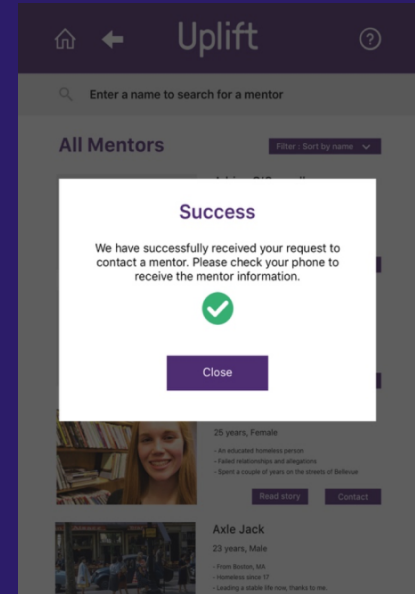 Uplift
?
Enter a name to search for a mentor
All Mentors
Filter : Sort by name
Success
We have successfully received your request to
contact a mentor. Please check your phone to
receive the mentor information.
Close
25 years, Female
- An educated homeless person
- Failed relationships and allegations
- Spent a couple of years on the streets of Bellevue
Read story
Contact
Axle Jack
23 years, Male
- From Boston, MA
- Homeless since 17
- Leading a stable life now, thanks to me.